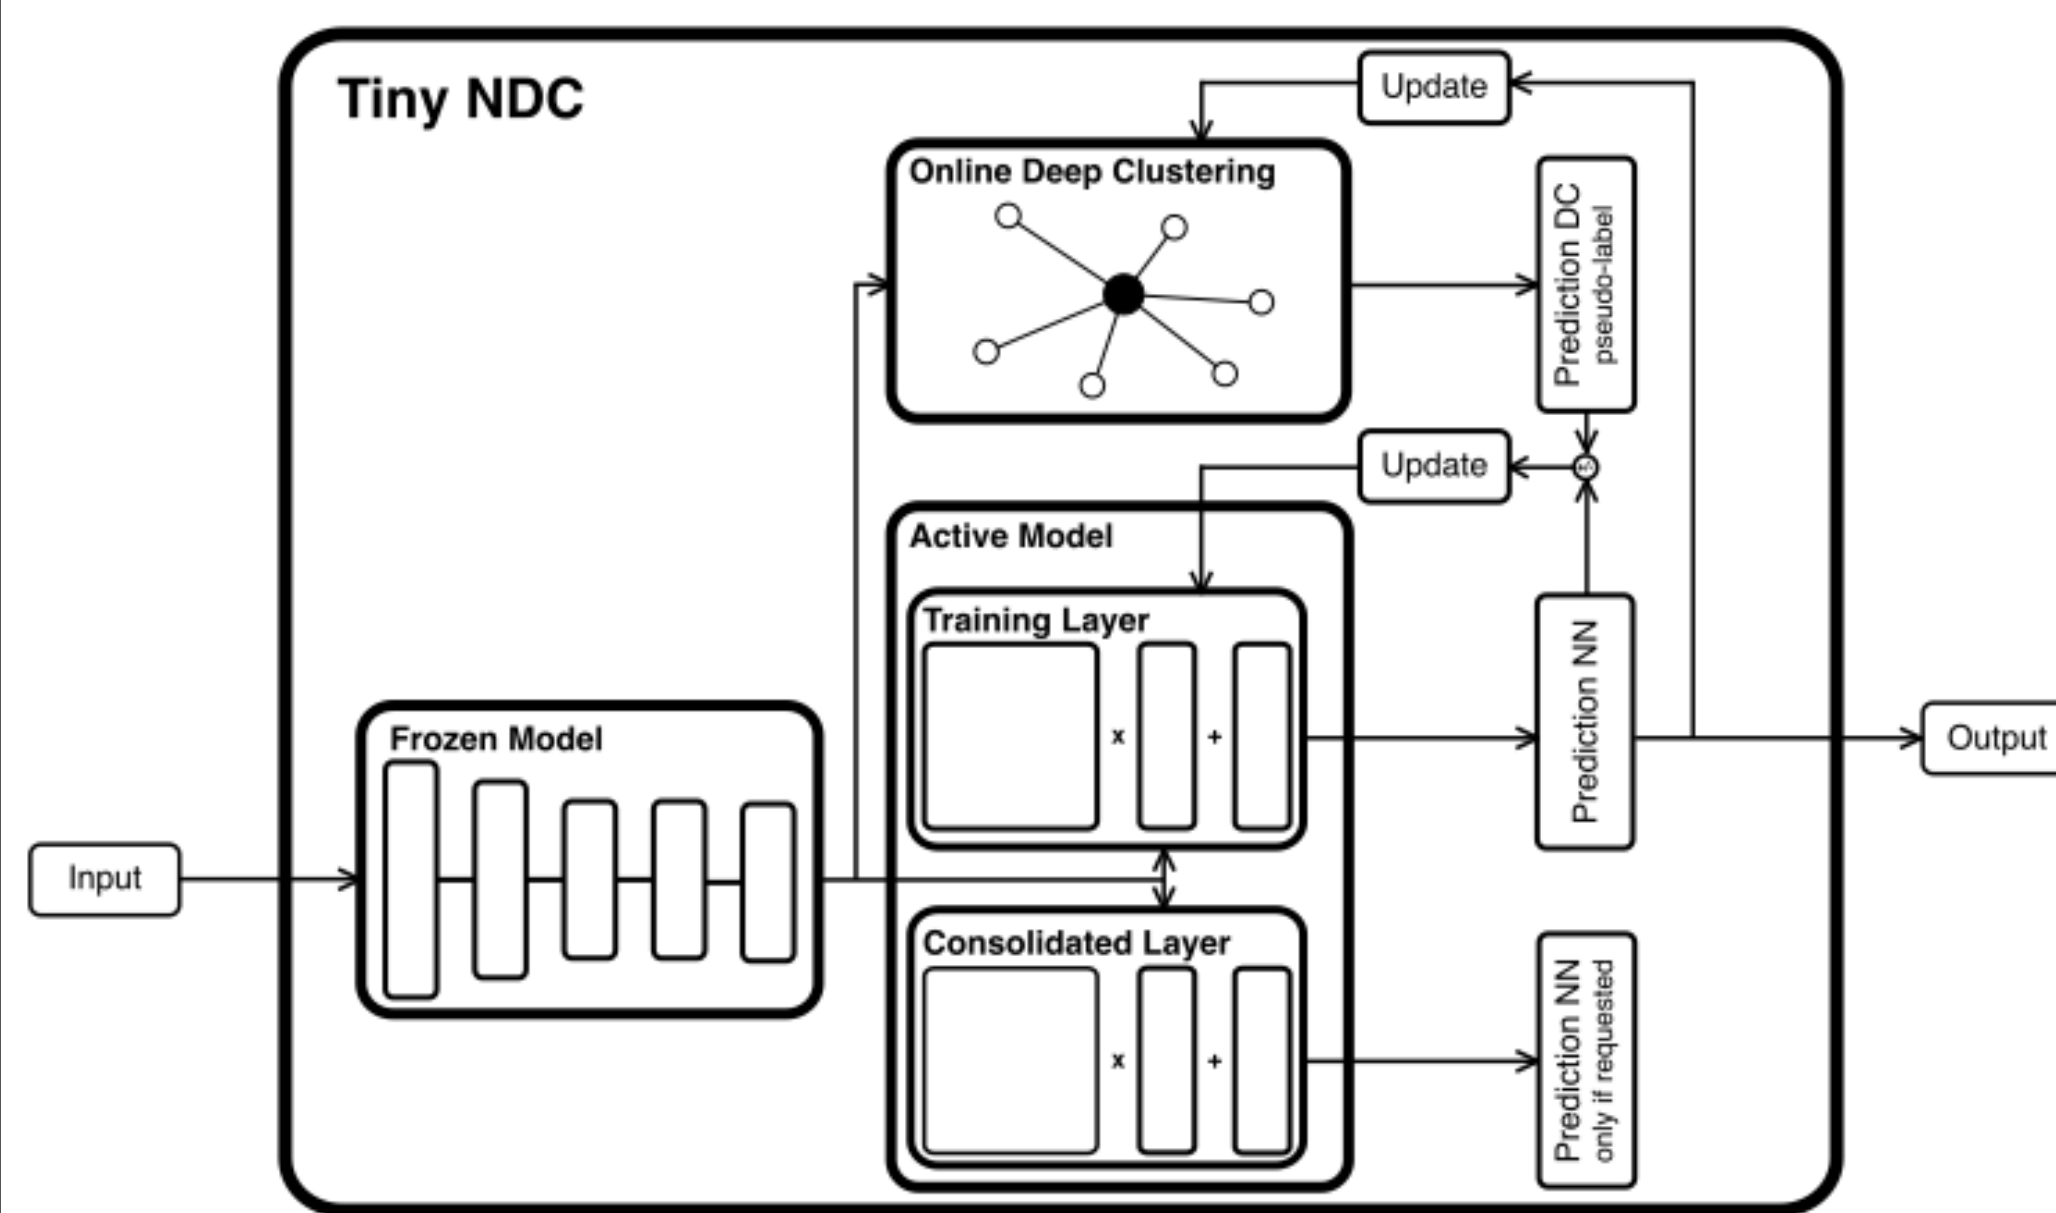 Tiny NDC
Update
Online Deep Clustering
Prediction DC
pseudo-label
Update
Active Model
Training Layer
x
+
Prediction NN
Frozen Model
Input
Output
Consolidated Layer
x
+
Prediction NN
only if requested